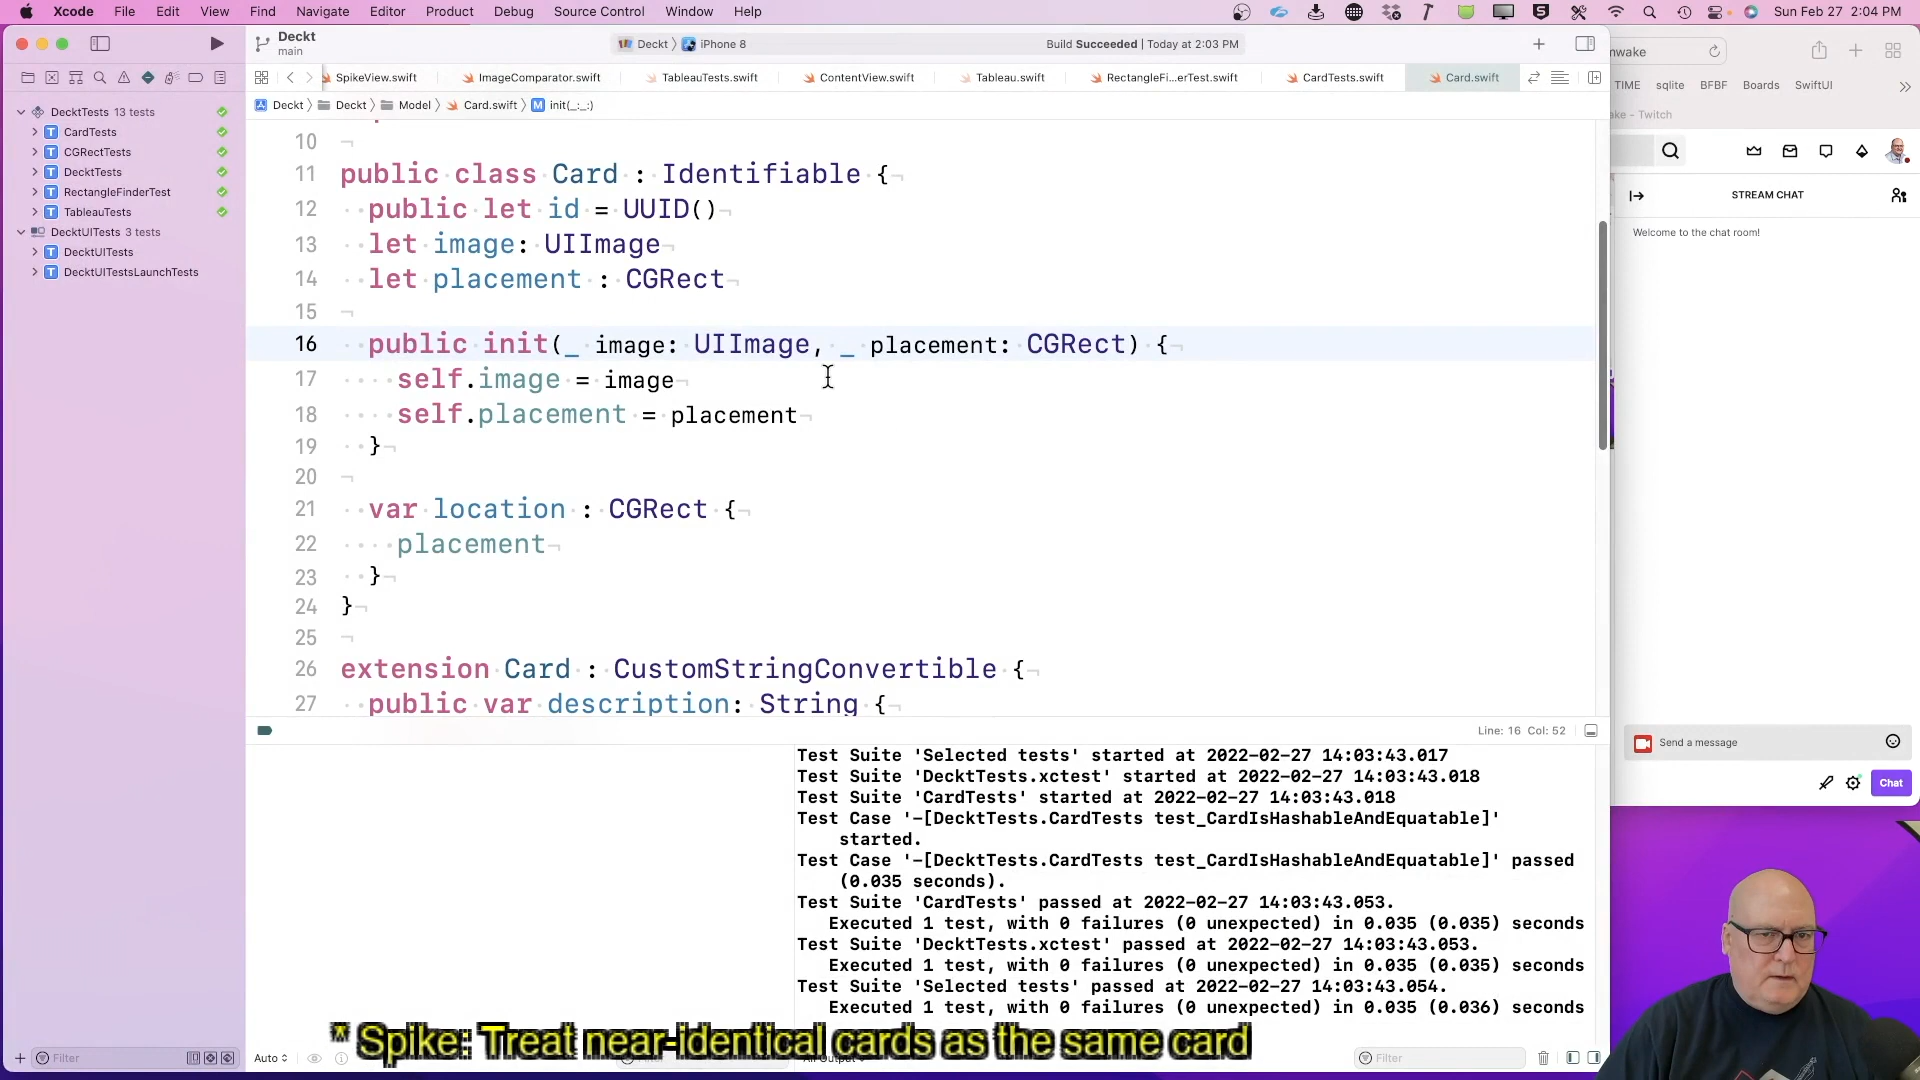 Xcode File Edit View Find Navigate Editor Product Debug Source Control Window Help
Sun Feb 27 2:04 PM
Deckt
main
Deckt 〉 iPhone 8
Build Succeeded | Today at 2:03 PM
SpikeView.swift ImageComparator.swift TableauTests.swift ContentView.swift Tableau.swift RectangleFi...erTest.swift CardTests.swift Card.swift
Deckt 〉 Deckt 〉 Model 〉 Card.swift 〉 M init(_:_:)
DecktTests 13 tests
T CardTests
T CGRectTests
T DecktTests
T RectangleFinderTest
T TableauTests
DecktUITests 3 tests
T DecktUITests
T DecktUITestsLaunchTests
10
11 public class Card : Identifiable {
12 public let id = UUID()
13 let image: UIImage
14 let placement : CGRect
15
16 public init(_ image: UIImage, _ placement: CGRect) {
17 self.image = image
18 self.placement = placement
19 }
20
21 var location : CGRect {
22 placement
23 }
24 }
25
26 extension Card : CustomStringConvertible {
27 public var description: String {
Line: 16 Col: 52
Test Suite 'Selected tests' started at 2022-02-27 14:03:43.017
Test Suite 'DecktTests.xctest' started at 2022-02-27 14:03:43.018
Test Suite 'CardTests' started at 2022-02-27 14:03:43.018
Test Case '-[DecktTests.CardTests test_CardIsHashableAndEquatable]'
started.
Test Case '-[DecktTests.CardTests test_CardIsHashableAndEquatable]' passed
(0.035 seconds).
Test Suite 'CardTests' passed at 2022-02-27 14:03:43.053.
Executed 1 test, with 0 failures (0 unexpected) in 0.035 (0.035) seconds
Test Suite 'DecktTests.xctest' passed at 2022-02-27 14:03:43.053.
Executed 1 test, with 0 failures (0 unexpected) in 0.035 (0.035) seconds
Test Suite 'Selected tests' passed at 2022-02-27 14:03:43.054.
Executed 1 test, with 0 failures (0 unexpected) in 0.035 (0.036) seconds
* Spike: Treat near-identical cards as the same card
Filter
Auto
Filter
TIME sqlite BFBF Boards SwiftUI
- Twitch
STREAM CHAT
Welcome to the chat room!
Send a message
Chat